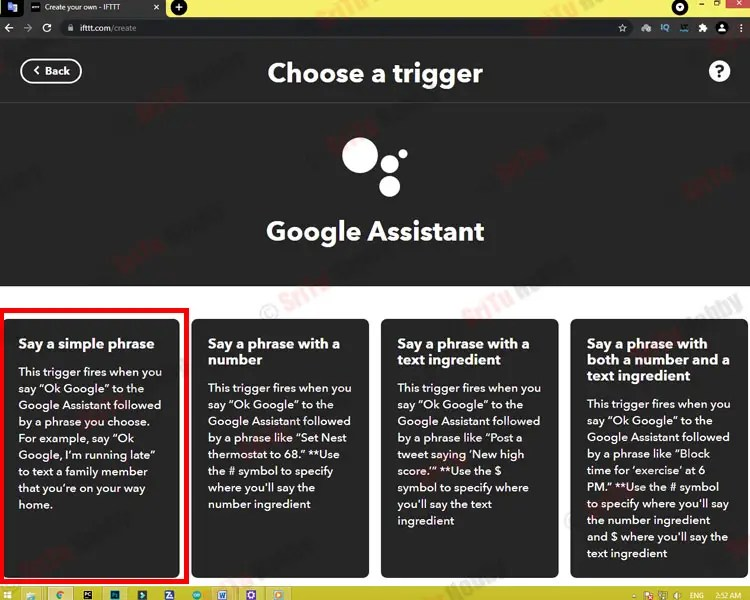 Create your own - IFTTT
ifttt.com/create
IQ
Back
Choose a trigger
?
Google Assistant
© SriTu Hobby
Say a simple phrase
This trigger fires when you
say “Ok Google” to the
Google Assistant followed
by a phrase you choose.
For example, say “Ok
Google, I’m running late”
to text a family member
that you’re on your way
home.
Say a phrase with a
number
This trigger fires when you
say “Ok Google” to the
Google Assistant followed
by a phrase like “Set Nest
thermostat to 68.” **Use
the # symbol to specify
where you'll say the
number ingredient
Say a phrase with a
text ingredient
This trigger fires when you
say “Ok Google” to the
Google Assistant followed
by a phrase like “Post a
tweet saying ‘New high
score.’” **Use the $
symbol to specify where
you'll say the text
ingredient
Say a phrase with
both a number and a
text ingredient
This trigger fires when you
say “Ok Google” to the
Google Assistant followed
by a phrase like “Block
time for ‘exercise’ at 6
PM.” **Use the # symbol
to specify where you'll say
the number ingredient
and $ where you'll say the
text ingredient
ENG
2:52 AM